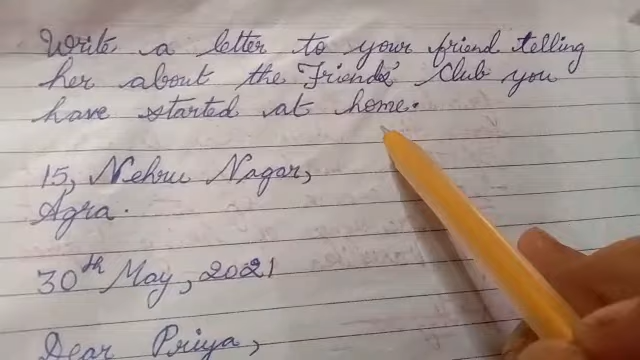 Write a letter to your friend telling
her about the 'Friends' Club you
have started at home.
15, Nehru Nagar,
Agra.
30th May, 2021
Dear Priya,